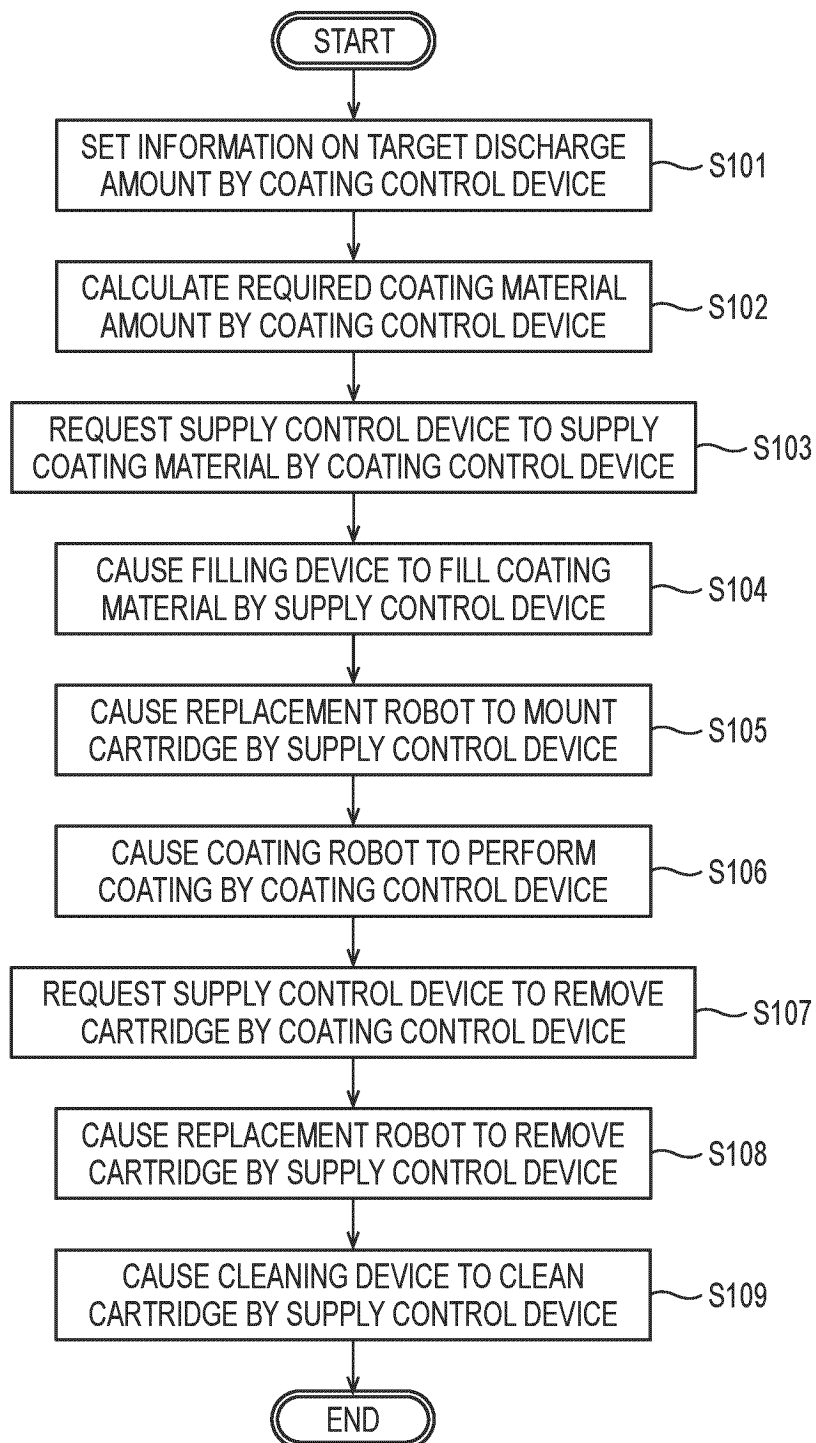 START
SET INFORMATION ON TARGET DISCHARGE
AMOUNT BY COATING CONTROL DEVICE
S101
CALCULATE REQUIRED COATING MATERIAL
AMOUNT BY COATING CONTROL DEVICE
S102
REQUEST SUPPLY CONTROL DEVICE TO SUPPLY
COATING MATERIAL BY COATING CONTROL DEVICE
S103
CAUSE FILLING DEVICE TO FILL COATING
MATERIAL BY SUPPLY CONTROL DEVICE
S104
CAUSE REPLACEMENT ROBOT TO MOUNT
CARTRIDGE BY SUPPLY CONTROL DEVICE
S105
CAUSE COATING ROBOT TO PERFORM
COATING BY COATING CONTROL DEVICE
S106
REQUEST SUPPLY CONTROL DEVICE TO REMOVE
CARTRIDGE BY COATING CONTROL DEVICE
S107
CAUSE REPLACEMENT ROBOT TO REMOVE
CARTRIDGE BY SUPPLY CONTROL DEVICE
S108
CAUSE CLEANING DEVICE TO CLEAN
CARTRIDGE BY SUPPLY CONTROL DEVICE
S109
END